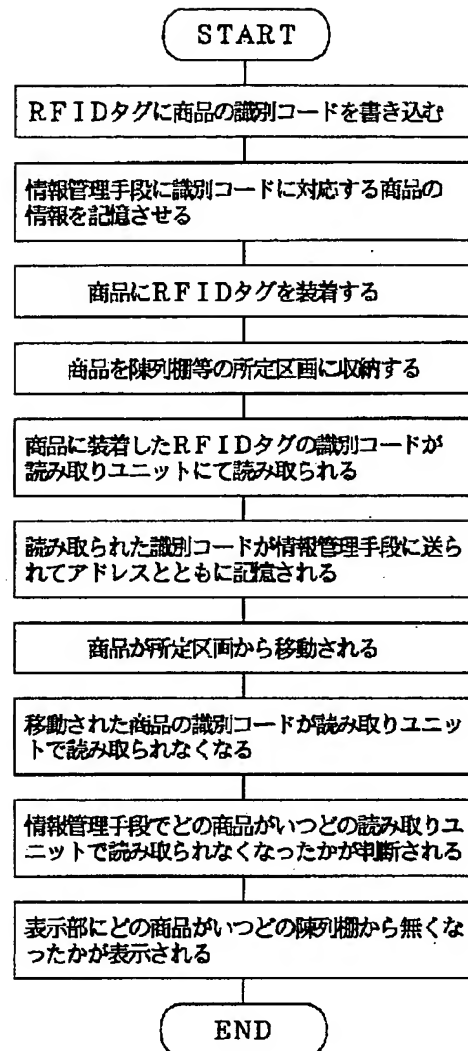 START
RFIDタグに商品の識別コードを書き込む
情報管理手段に識別コードに対応する商品の
情報を記憶させる
商品にRFIDタグを装着する
商品を陳列棚等の所定区画に収納する
商品に装着したRFIDタグの識別コードが
読み取りユニットにて読み取られる
読み取られた識別コードが情報管理手段に送ら
れてアドレスとともに記憶される
商品が所定区画から移動される
移動された商品の識別コードが読み取りユニッ
トで読み取られなくなる
情報管理手段でどの商品がいつどの読み取りユ
ニットで読み取られなくなったかが判断される
表示部にどの商品がいつどの陳列棚から無くな
ったかが表示される
END